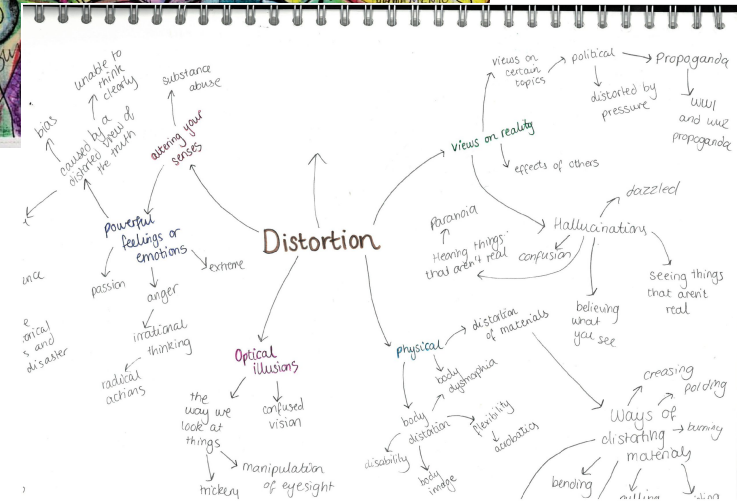 unable to
think
clearly
bias
caused by a
distorted view of
the truth
substance
abuse
altering your
senses
views on
certain
topics
political
Propaganda
distorted by
pressure
WW1
and WW2
propaganda
views on reality
effects of others
dazzled
Hallucinations
Paranoia
Hearing things
that aren't real
confusion
seeing things
that aren't
real
believing
what
you see
Distortion
Powerful
feelings or
emotions
passion
extreme
anger
irrational
thinking
radical
actions
s and
disaster
Optical
illusions
the
way we
look at
things
confused
vision
trickery
manipulation
of eyesight
physical
distortion
of materials
body
dystrophia
body
distortion
flexibility
acrobatics
disability
body
image
creasing
folding
Ways of
distorting
materials
burning
bending